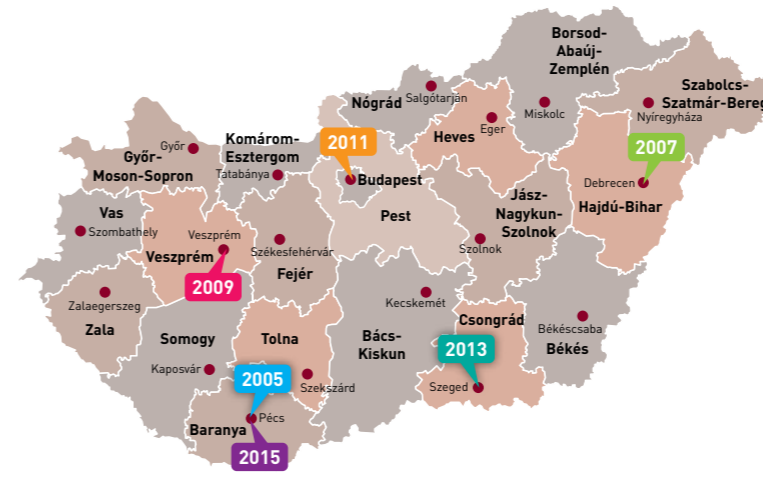 Borsod-
Abaúj-
Zemplén
Szabolcs-
Szatmár-Bereg
Nyíregyháza
Nógrád
Salgótarján
Miskolc
Heves
Eger
Győr
Győr-
Moson-Sopron
Komárom-
Esztergom
Tatabánya
2011
Budapest
Pest
2007
Debrecen
Hajdú-Bihar
Jász-
Nagykun-
Szolnok
Szolnok
Vas
Szombathely
Veszprém
Veszprém
2009
Székesfehérvár
Fejér
Zalaegerszeg
Zala
Somogy
Kaposvár
Tolna
Szekszárd
2005
Pécs
Baranya
2015
Kecskemét
Bács-
Kiskun
Csongrád
2013
Szeged
Békéscsaba
Békés